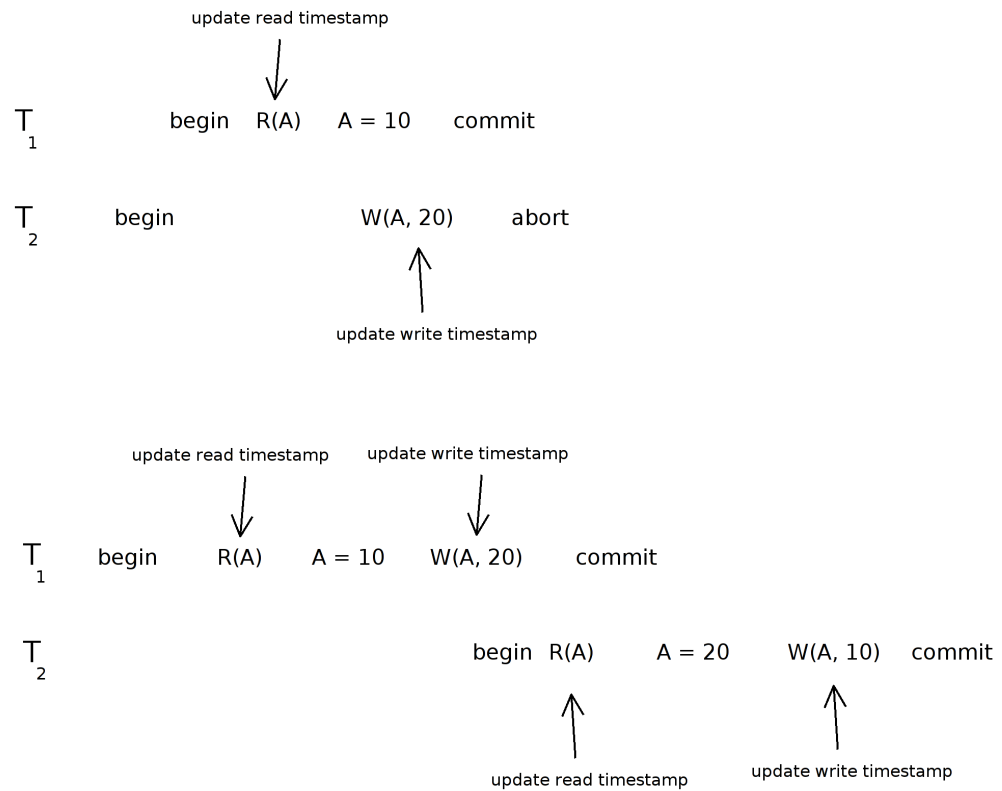 update read timestamp
T1 begin R(A) A = 10 commit
T2 begin W(A, 20) abort
update write timestamp
update read timestamp update write timestamp
T1 begin R(A) A = 10 W(A, 20) commit
T2 begin R(A) A = 20 W(A, 10) commit
update read timestamp update write timestamp